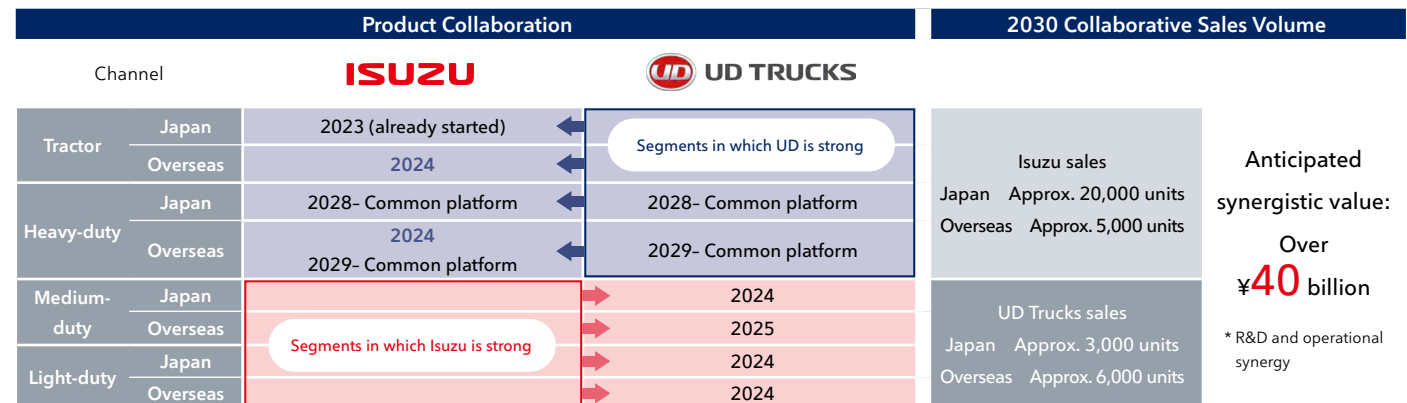 Product Collaboration
2030 Collaborative Sales Volume
Channel
ISUZU
UD UD TRUCKS
Tractor
Japan
2023 (already started)
Segments in which UD is strong
Overseas
2024
Heavy-duty
Japan
2028– Common platform
2028– Common platform
Overseas
2024
2029– Common platform
2029– Common platform
Medium-
duty
Japan
2024
Overseas
2025
Segments in which Isuzu is strong
Light-duty
Japan
2024
Overseas
2024
Isuzu sales
Japan Approx. 20,000 units
Overseas Approx. 5,000 units
UD Trucks sales
Japan Approx. 3,000 units
Overseas Approx. 6,000 units
Anticipated
synergistic value:
Over
¥40 billion
* R&D and operational
synergy